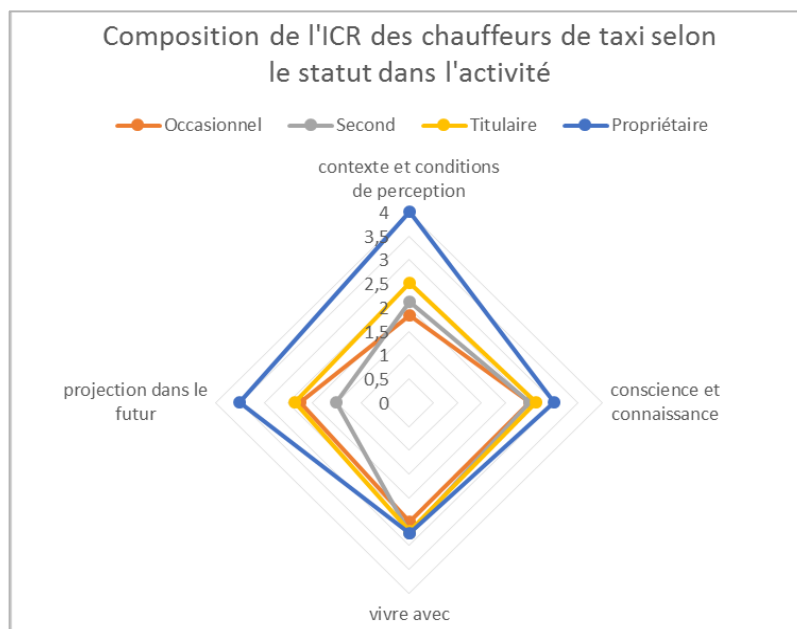 Composition de l'ICR des chauffeurs de taxi selon
le statut dans l'activité
Occasionnel
Second
Titulaire
Propriétaire
contexte et conditions
de perception
4
3,5
3
2,5
2
1,5
1
0,5
0
projection dans le
futur
conscience et
connaissance
vivre avec